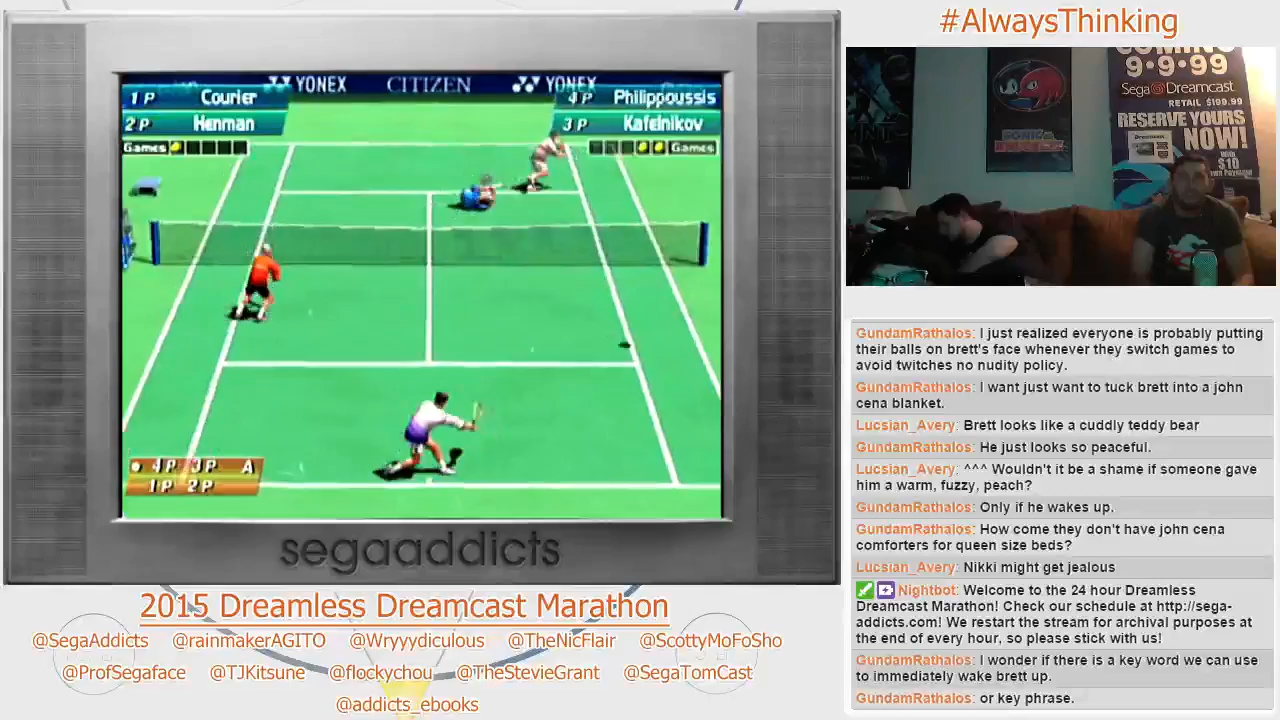 #AlwaysThinking
YONEX CITIZEN YONEX
1P Courier
4P Philippoussis
2P Henman
3P Kafelnikov
Games
Games
4P 3P A
1P 2P
segaaddicts
COMING
9·9·99
Sega Dreamcast
RETAIL $199.99
RESERVE YOURS
NOW!
WITH
$10
SONIC
GundamRathalos: I just realized everyone is probably putting
their balls on brett's face whenever they switch games to
avoid twitches no nudity policy.
GundamRathalos: I want just want to tuck brett into a john
cena blanket.
Lucsian_Avery: Brett looks like a cuddly teddy bear
GundamRathalos: He just looks so peaceful.
Lucsian_Avery: ^^^ Wouldn't it be a shame if someone gave
him a warm, fuzzy, peach?
GundamRathalos: Only if he wakes up.
GundamRathalos: How come they don't have john cena
comforters for queen size beds?
Lucsian_Avery: Nikki might get jealous
Nightbot: Welcome to the 24 hour Dreamless
Dreamcast Marathon! Check our schedule at http://sega-
addicts.com! We restart the stream for archival purposes at
the end of every hour, so please stick with us!
GundamRathalos: I wonder if there is a key word we can use
to immediately wake brett up.
GundamRathalos: or key phrase.
2015 Dreamless Dreamcast Marathon
@SegaAddicts @rainmakerAGITO @Wryyydiculous @TheNicFlair @ScottyMoFoSho
@ProfSegaface @TJKitsune @flockychou @TheStevieGrant @SegaTomCast
@addicts_ebooks